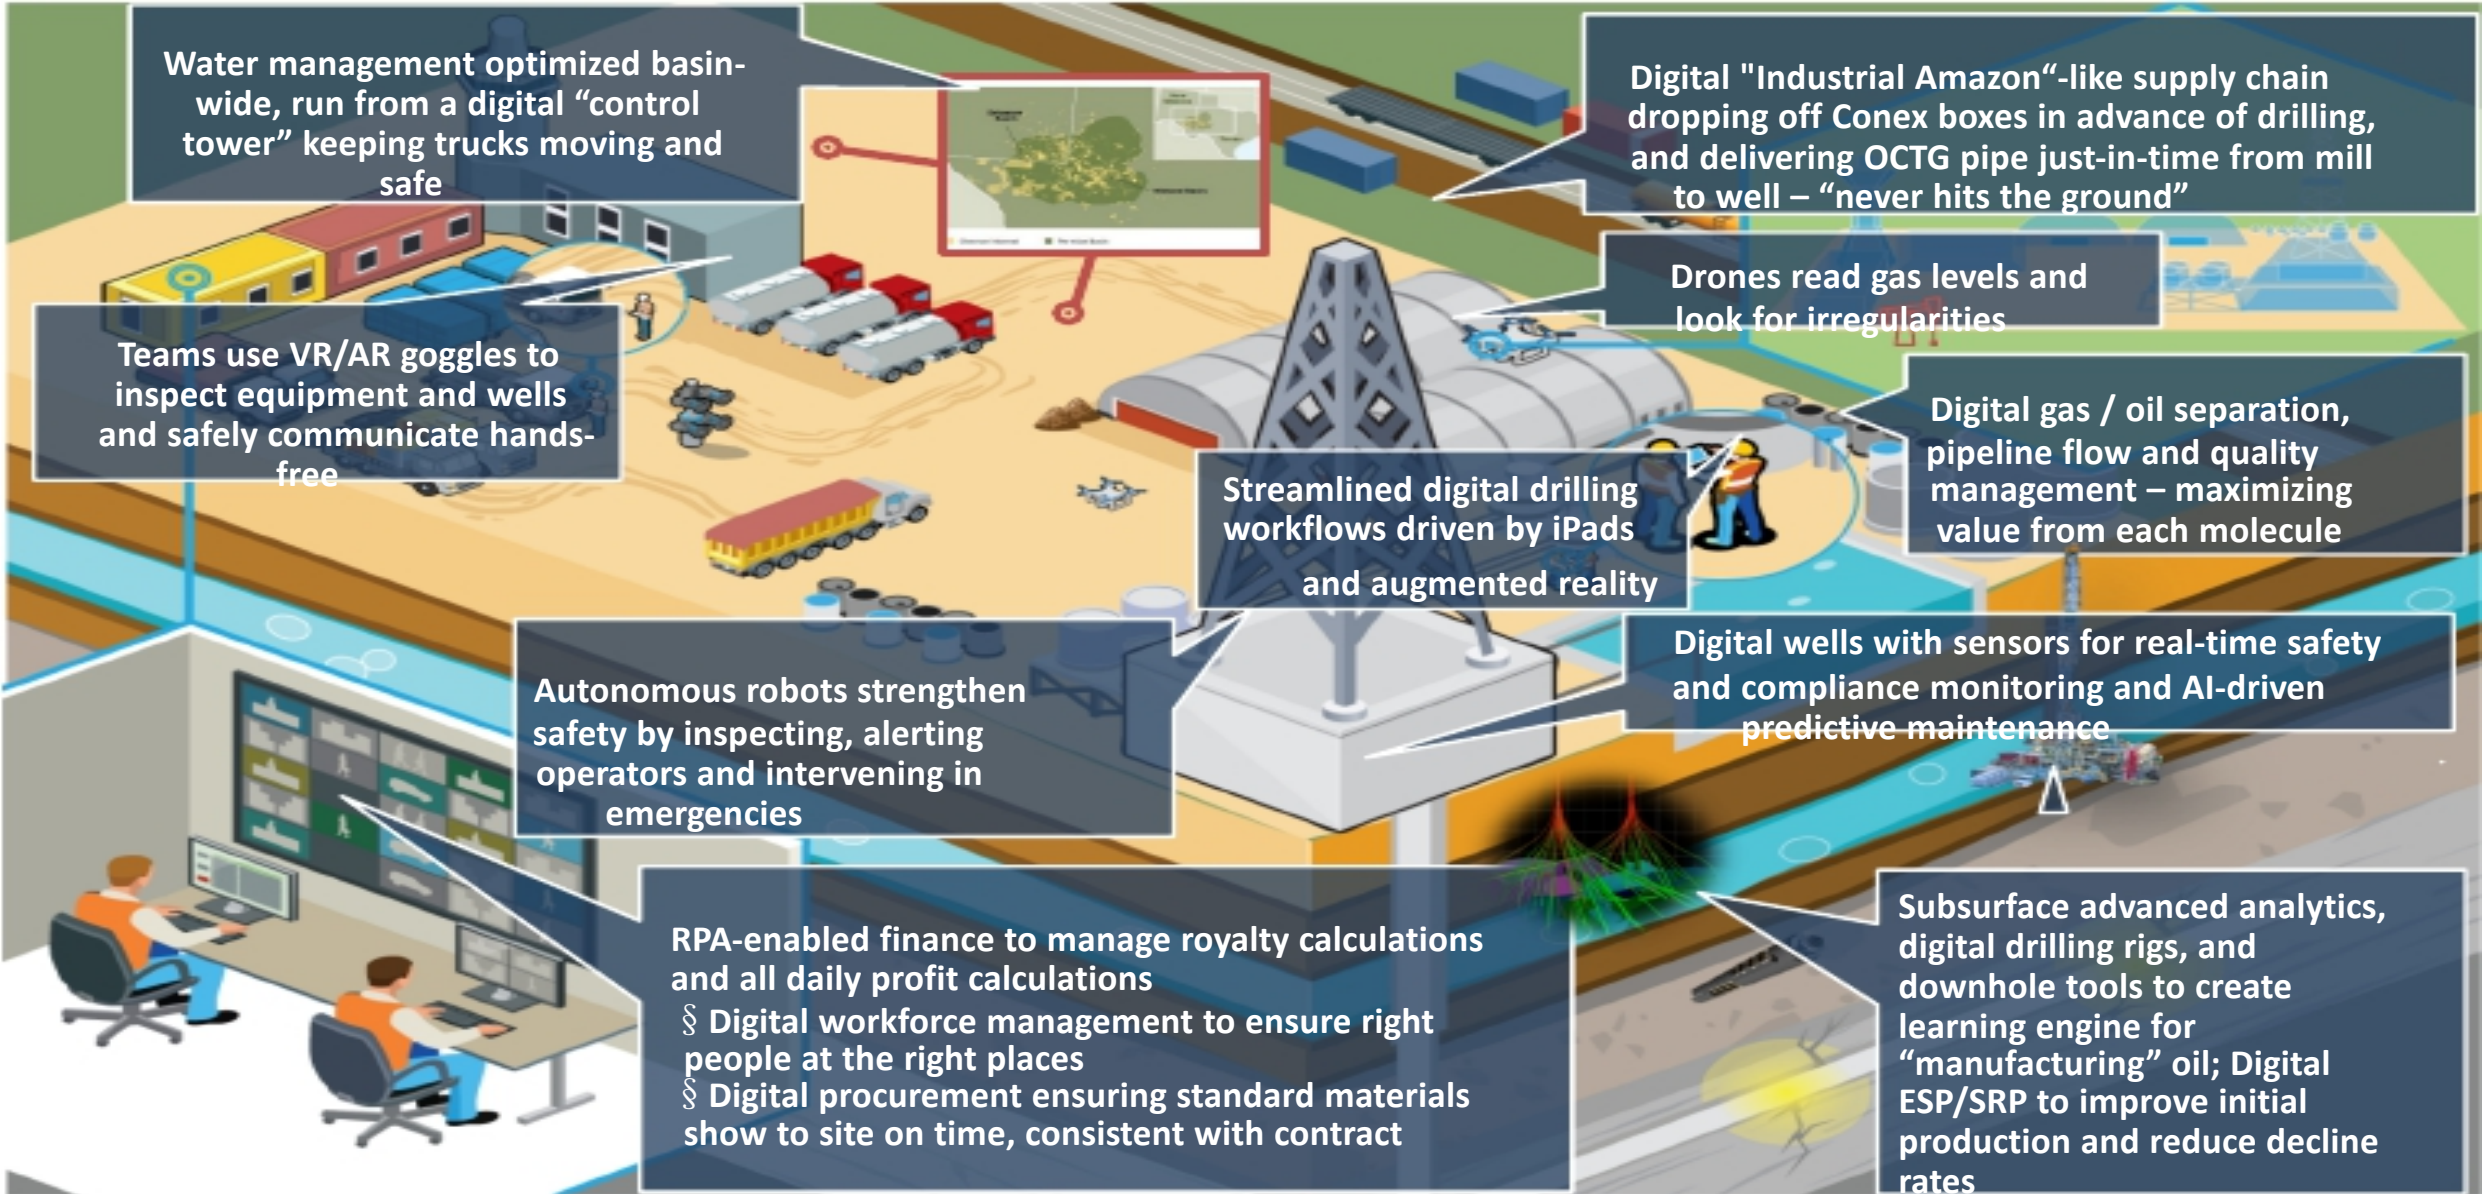 Water management optimized basin-
wide, run from a digital “control
tower” keeping trucks moving and
safe
Digital "Industrial Amazon“-like supply chain
dropping off Conex boxes in advance of drilling,
and delivering OCTG pipe just-in-time from mill
to well – “never hits the ground”
Drones read gas levels and
look for irregularities
Teams use VR/AR goggles to
inspect equipment and wells
and safely communicate hands-
free
Digital gas / oil separation,
pipeline flow and quality
management – maximizing
value from each molecule
Streamlined digital drilling
workflows driven by iPads
and augmented reality
Digital wells with sensors for real-time safety
and compliance monitoring and AI-driven
predictive maintenance
Autonomous robots strengthen
safety by inspecting, alerting
operators and intervening in
emergencies
RPA-enabled finance to manage royalty calculations
and all daily profit calculations
§ Digital workforce management to ensure right
people at the right places
§ Digital procurement ensuring standard materials
show to site on time, consistent with contract
Subsurface advanced analytics,
digital drilling rigs, and
downhole tools to create
learning engine for
“manufacturing” oil; Digital
ESP/SRP to improve initial
production and reduce decline
rates